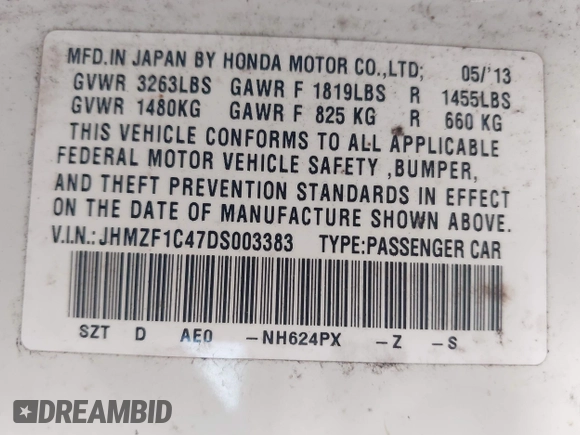 MFD.IN JAPAN BY HONDA MOTOR CO.,LTD; 05/'13
GVWR 3263LBS GAWR F 1819LBS R 1455LBS
GVWR 1480KG GAWR F 825 KG R 660 KG
THIS VEHICLE CONFORMS TO ALL APPLICABLE
FEDERAL MOTOR VEHICLE SAFETY ,BUMPER,
AND THEFT PREVENTION STANDARDS IN EFFECT
ON THE DATE OF MANUFACTURE SHOWN ABOVE.
V.I.N.:JHMZF1C47DS003383 TYPE:PASSENGER CAR
SZT D AE0 -NH624PX -Z -S
DREAMBID